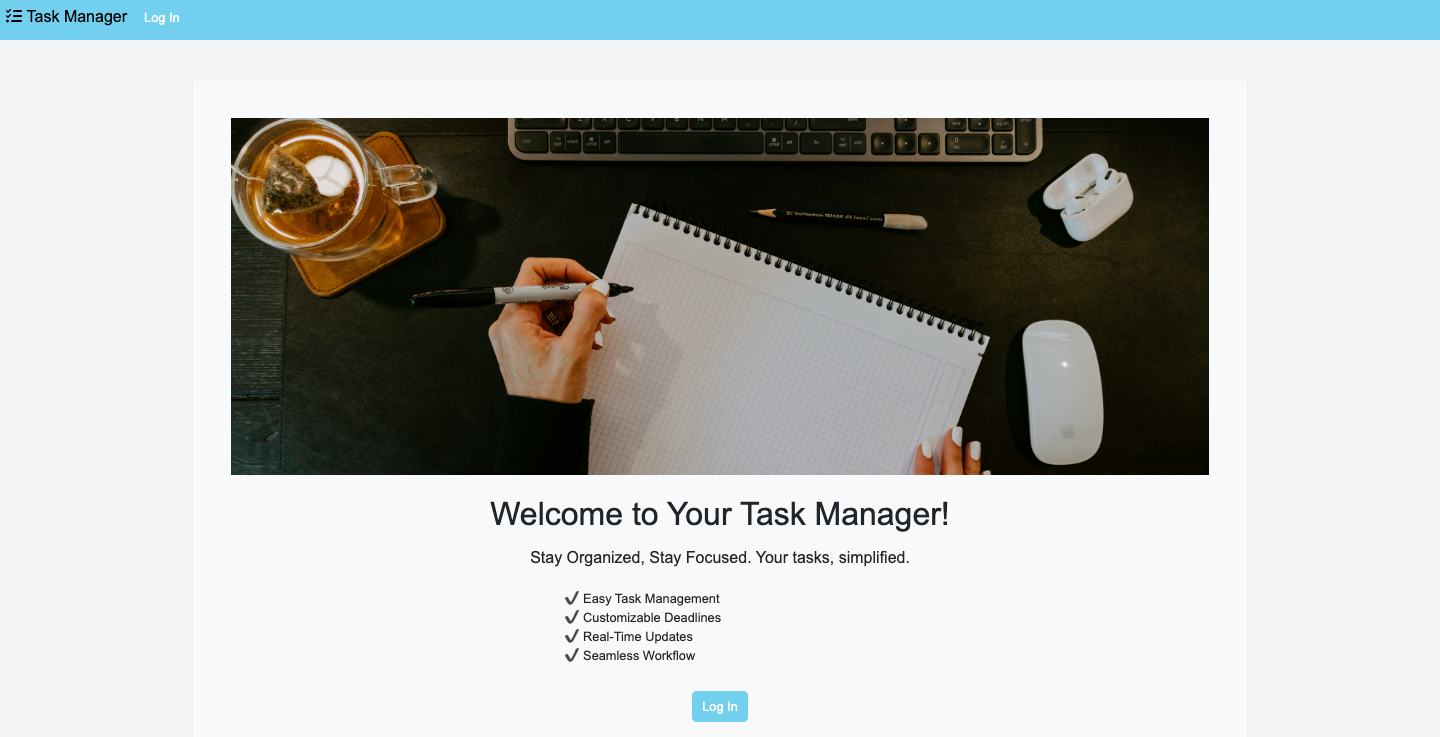 Task Manager Log In
Welcome to Your Task Manager!
Stay Organized, Stay Focused. Your tasks, simplified.
✔ Easy Task Management
✔ Customizable Deadlines
✔ Real-Time Updates
✔ Seamless Workflow
Log In